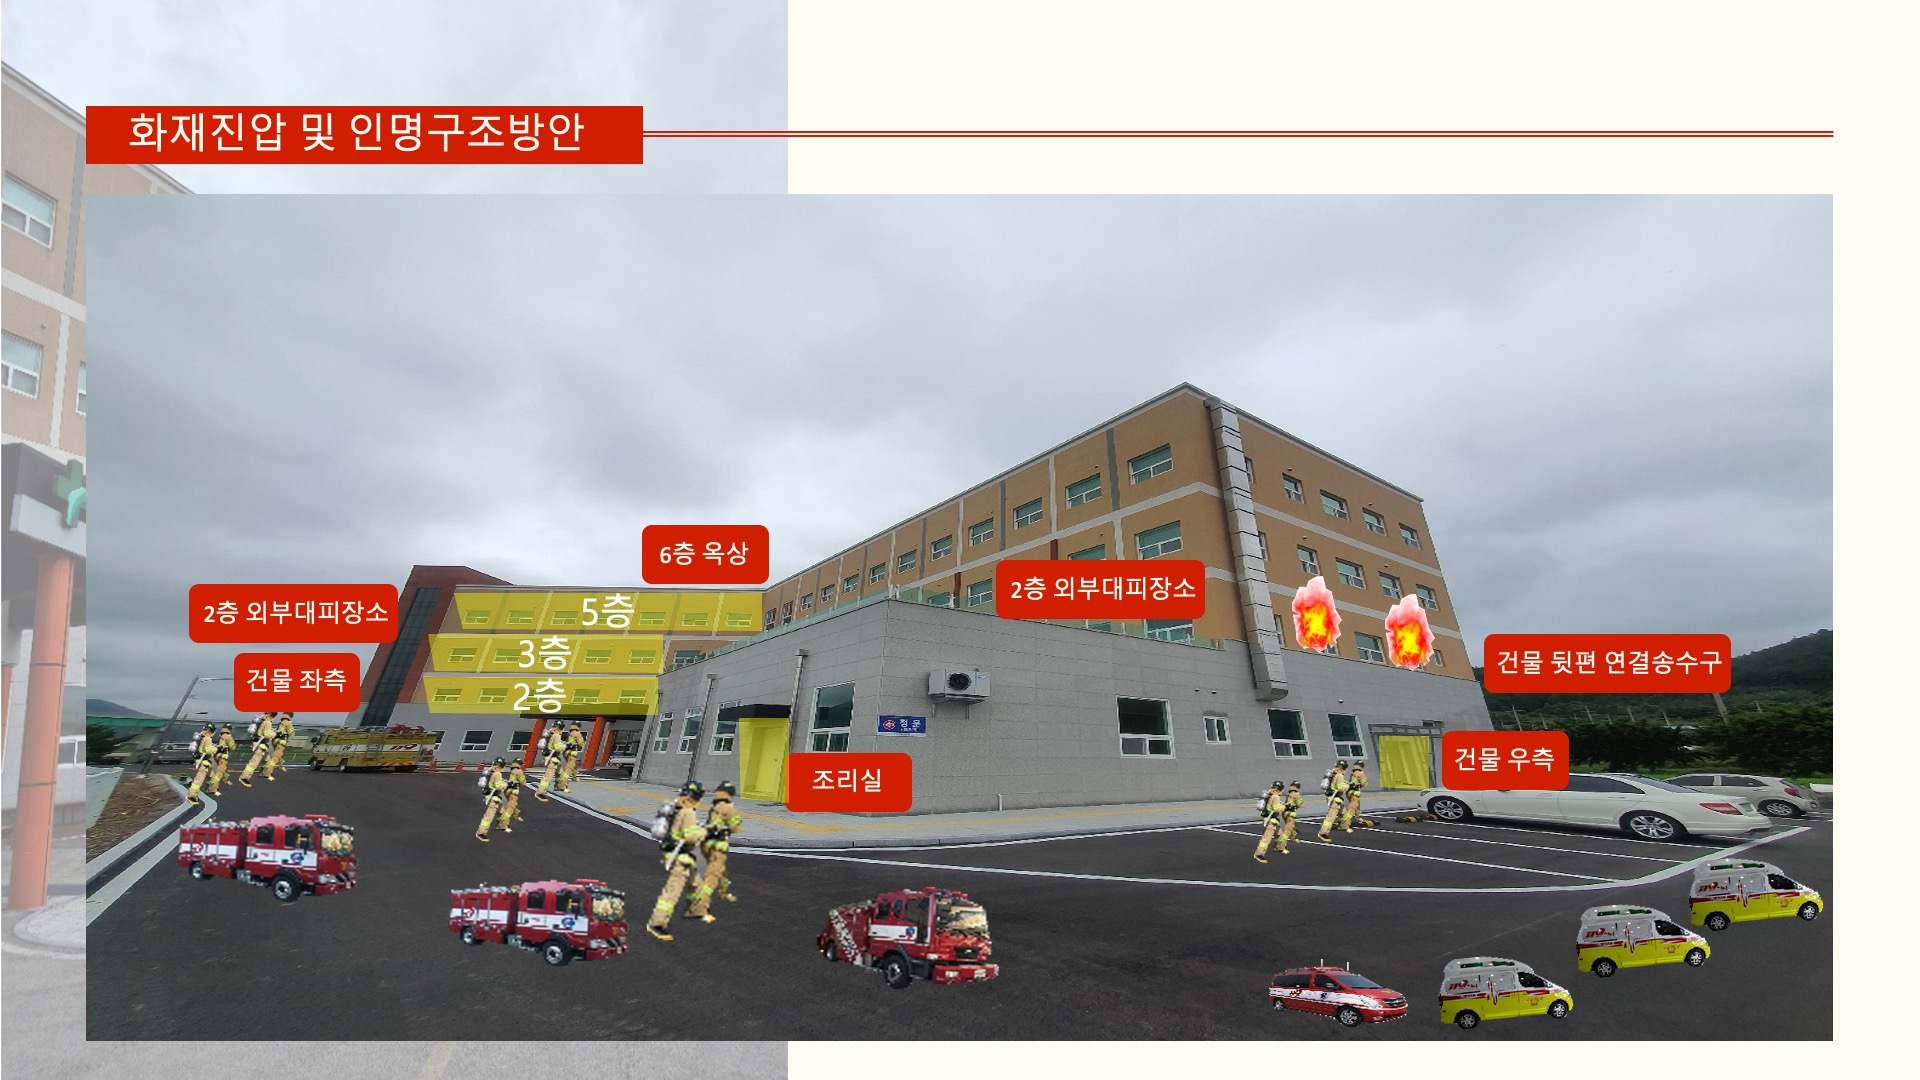 화재진압 및 인명구조방안
6층 옥상
2층 외부대피장소
2층 외부대피장소
5층
3층
2층
건물 좌측
건물 뒷편 연결송수구
정문
건물 우측
조리실